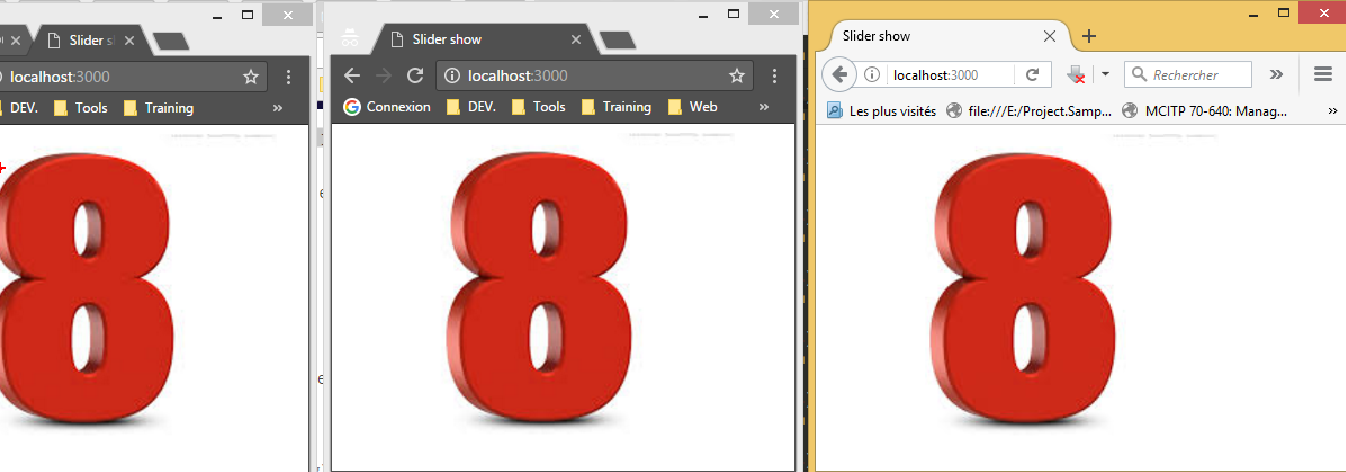 Slider s
localhost:3000
DEV. Tools Training »
8
Slider show
localhost:3000
Connexion DEV. Tools Training Web »
8
Slider show
localhost:3000 Rechercher »
Les plus visités file:///E:/Project.Samp... MCITP 70-640: Manag... »
8